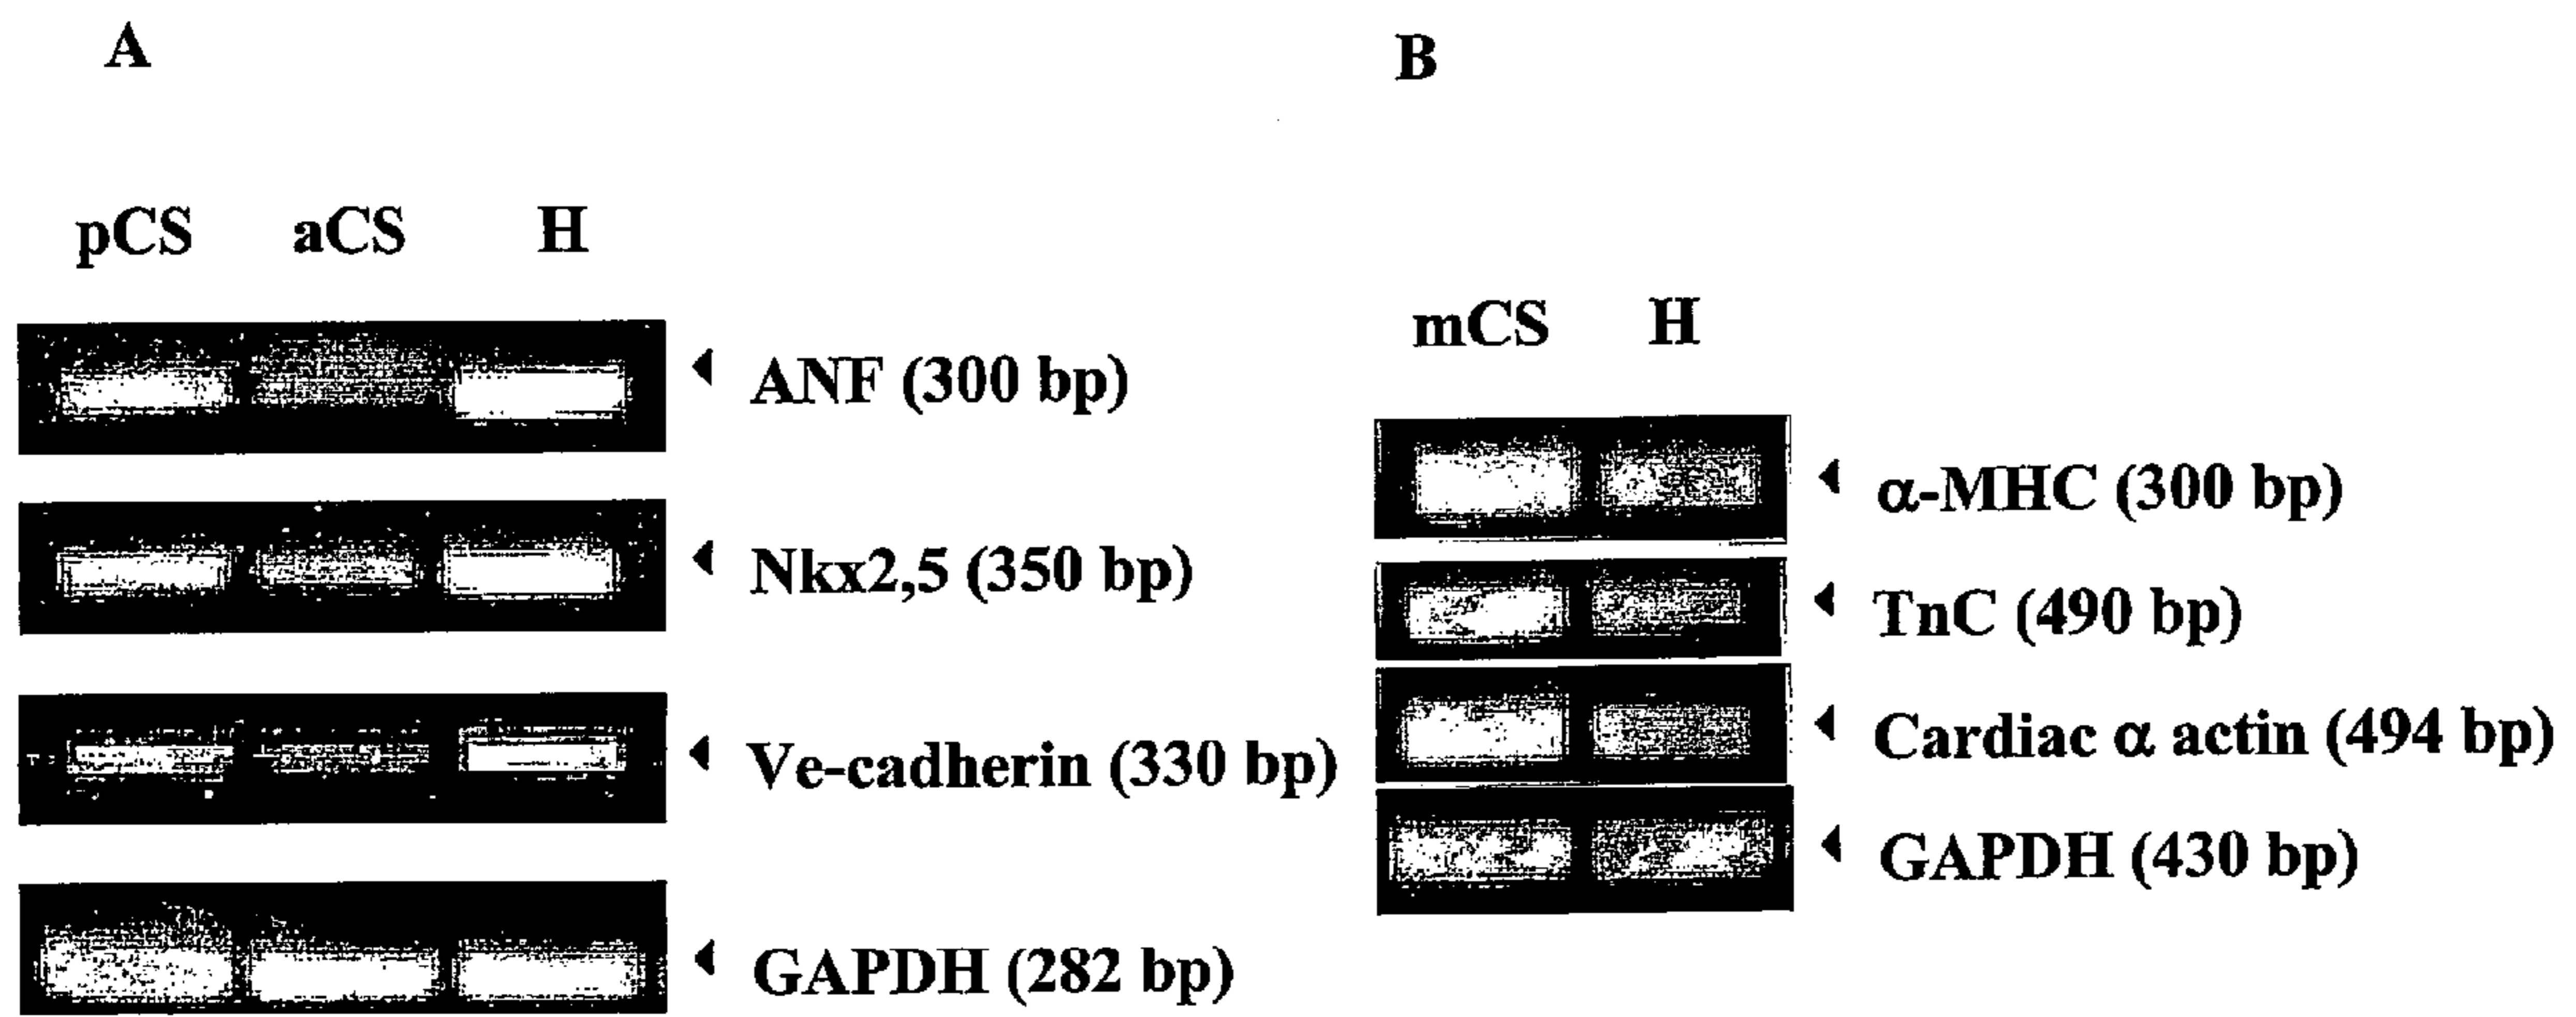 A
pCS aCS H
ANF (300 bp)
Nkx2,5 (350 bp)
Ve-cadherin (330 bp)
GAPDH (282 bp)
B
mCS H
α-MHC (300 bp)
TnC (490 bp)
Cardiac α actin (494 bp)
GAPDH (430 bp)